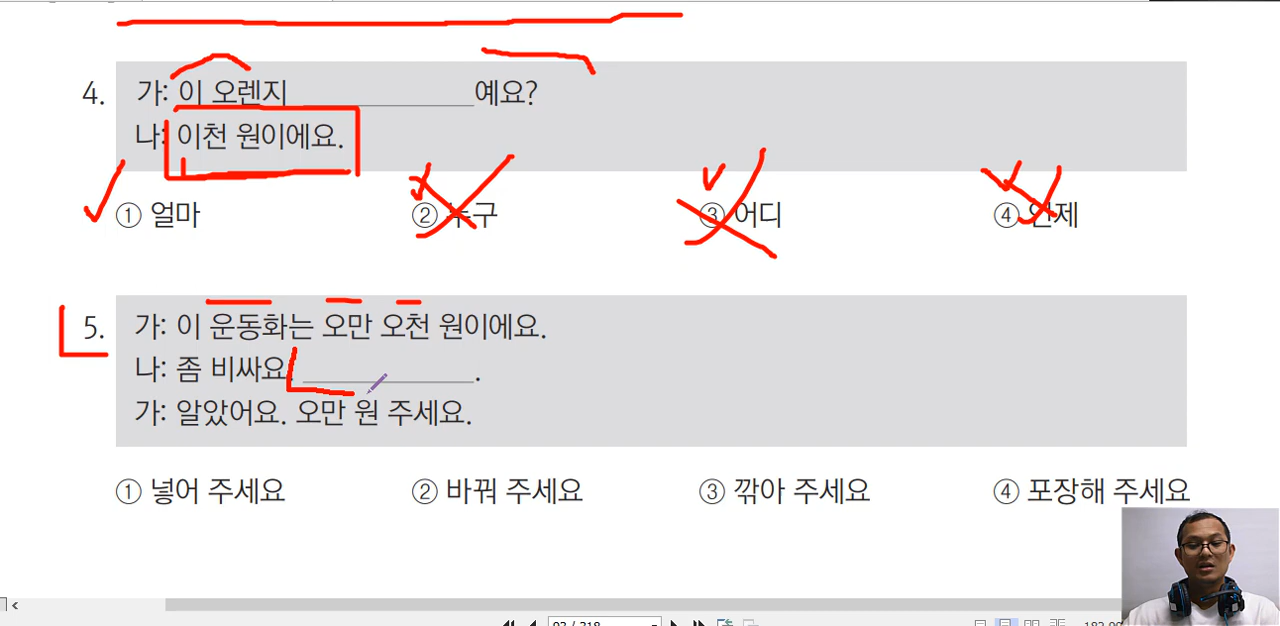 4. 가: 이 오렌지 ____________ 예요?
나: 이천 원이에요.
① 얼마 ② 누구 ③ 어디 ④ 언제
5. 가: 이 운동화는 오만 오천 원이에요.
나: 좀 비싸요. ____________.
가: 알았어요. 오만 원 주세요.
① 넣어 주세요 ② 바꿔 주세요 ③ 깎아 주세요 ④ 포장해 주세요